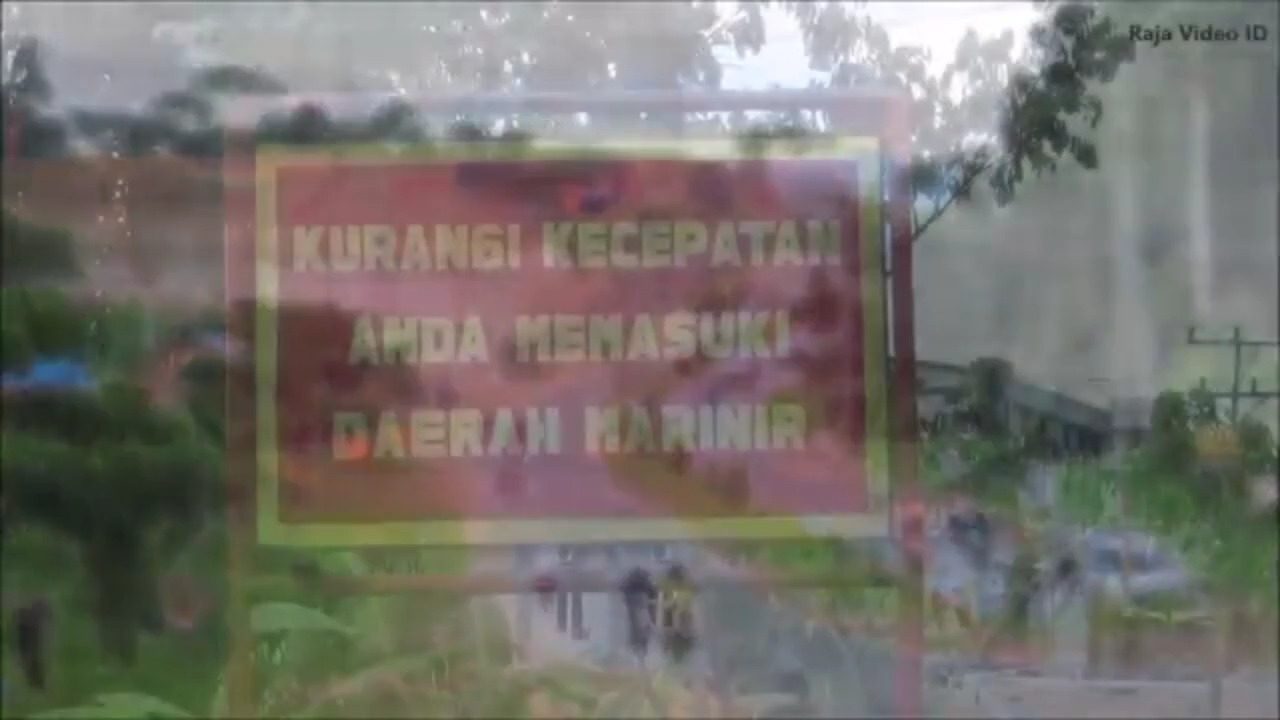 Raja Video ID
KURANGI KECEPATAN
ANDA MEMASUKI
DAERAH MARINIR